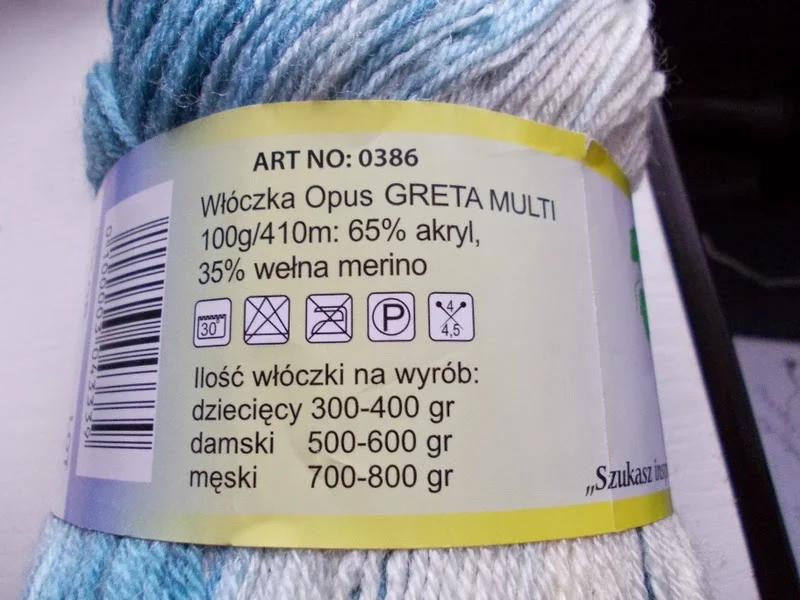 ART NO: 0386
Włóczka Opus GRETA MULTI
100g/410m: 65% akryl,
35% wełna merino
30°
P
4
4,5
Ilość włóczki na wyrób:
dziecięcy 300-400 gr
damski 500-600 gr
męski 700-800 gr
„Szukasz